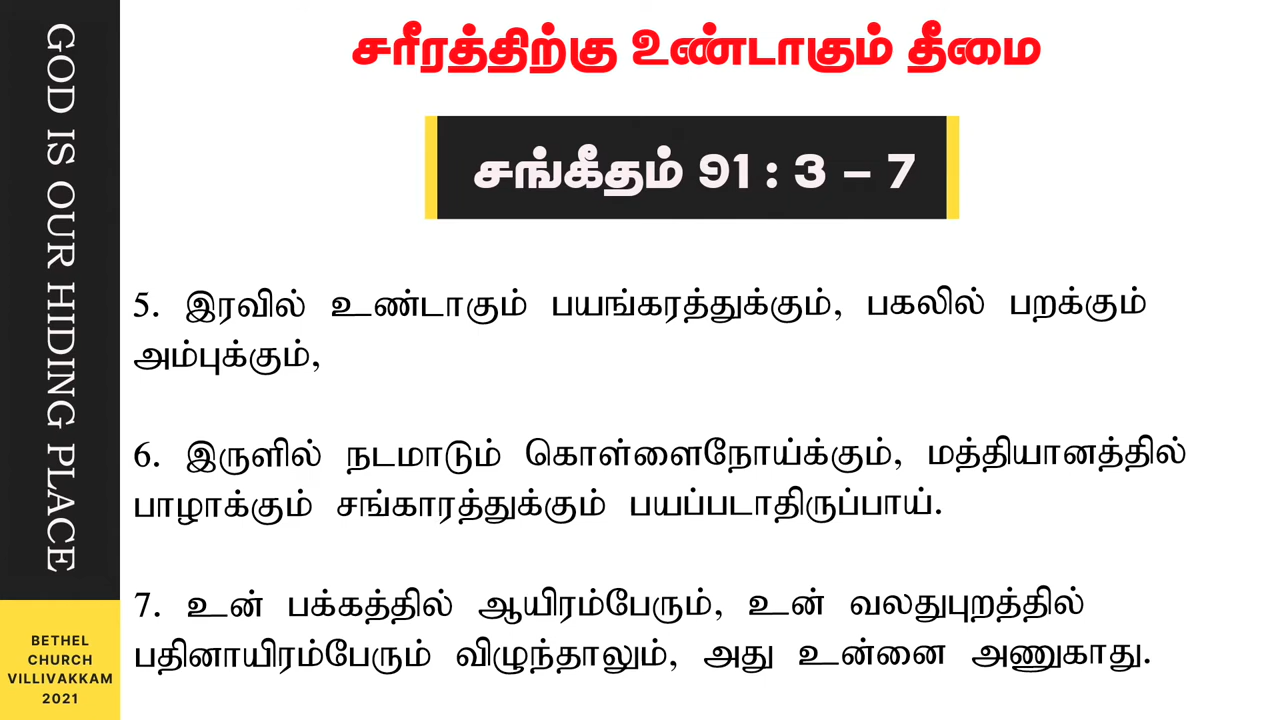 GOD IS OUR HIDING PLACE
சரீரத்திற்கு உண்டாகும் தீமை
சங்கீதம் 91 : 3 – 7
5. இரவில் உண்டாகும் பயங்கரத்துக்கும், பகலில் பறக்கும்
அம்புக்கும்,
6. இருளில் நடமாடும் கொள்ளைநோய்க்கும், மத்தியானத்தில்
பாழாக்கும் சங்காரத்துக்கும் பயப்படாதிருப்பாய்.
7. உன் பக்கத்தில் ஆயிரம்பேரும், உன் வலதுபுறத்தில்
பதினாயிரம்பேரும் விழுந்தாலும், அது உன்னை அணுகாது.
BETHEL
CHURCH
VILLIVAKKAM
2021